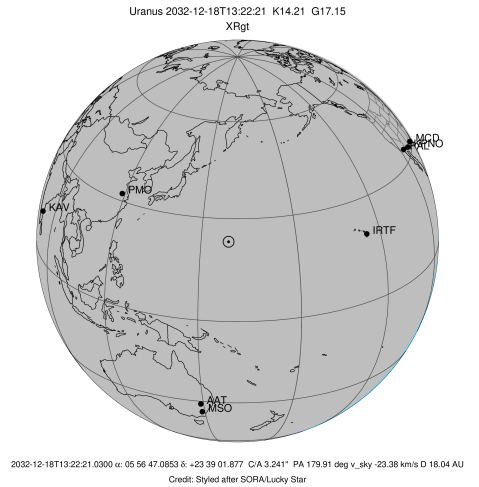 Uranus 2032-12-18T13:22:21 K14.21 G17.15
XRgt
MCD
PMO
KAV
IRTF
AAT
MSO
2032-12-18T13:22:21.0300 α: 05 56 47.0853 δ: +23 39 01.877 C/A 3.241" PA 179.91 deg v_sky -23.38 km/s D 18.04 AU
Credit: Styled after SORA/Lucky Star